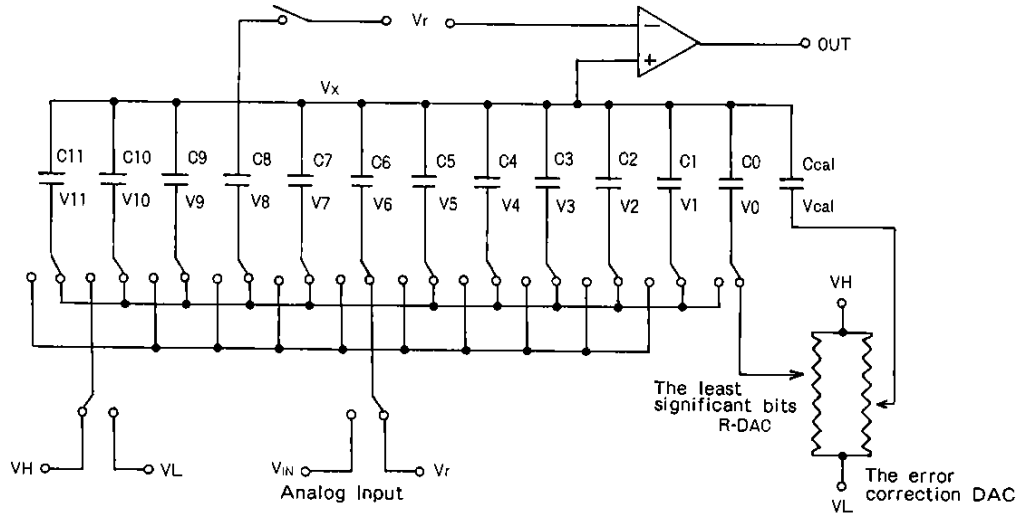 Vr
OUT
Vx
C11 C10 C9 C8 C7 C6 C5 C4 C3 C2 C1 C0 Ccal
V11 V10 V9 V8 V7 V6 V5 V4 V3 V2 V1 V0 Vcal
VH
The least
significant bits
R-DAC
VH VL
VIN Vr
Analog Input
The error
correction DAC
VL